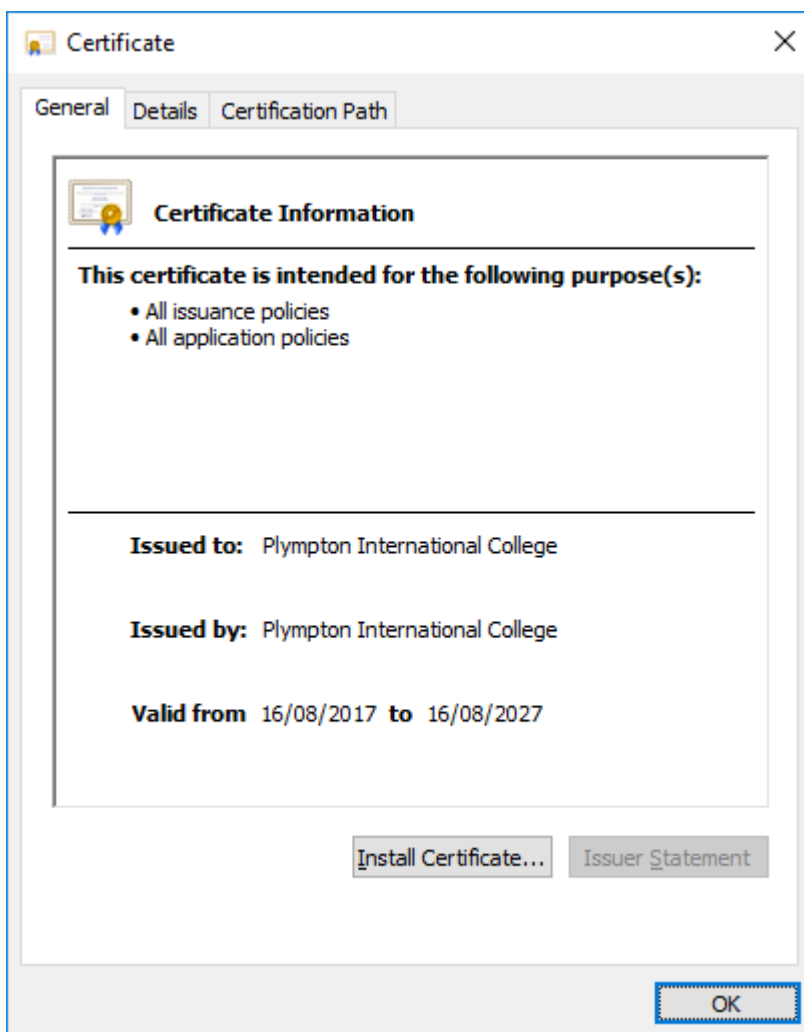 Certificate
General Details Certification Path
Certificate Information
This certificate is intended for the following purpose(s):
• All issuance policies
• All application policies
Issued to: Plympton International College
Issued by: Plympton International College
Valid from 16/08/2017 to 16/08/2027
Install Certificate... Issuer Statement
OK